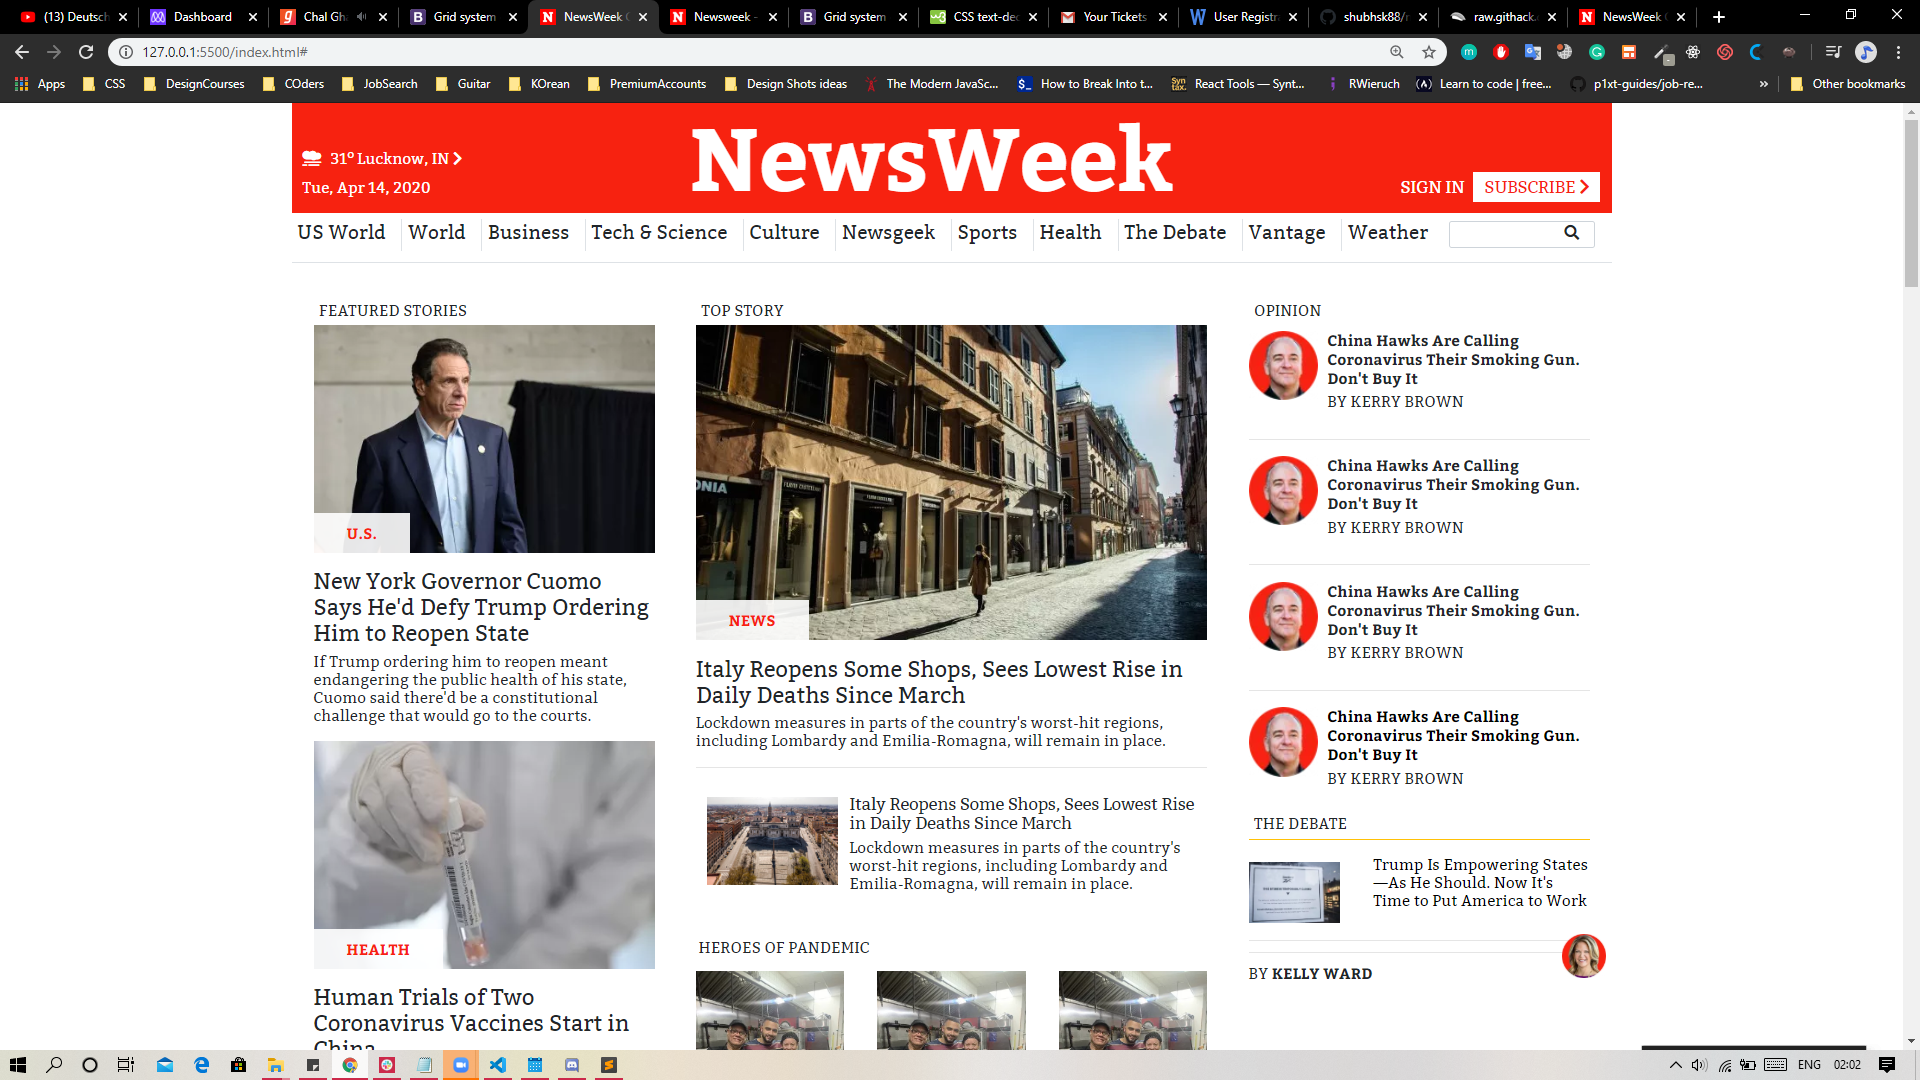 (13) Deutsch
Dashboard
Chal Gh
Grid system
NewsWeek
Newsweek -
Grid system
CSS text-dec
Your Tickets
User Registr
shubhsk88/
raw.githack.
NewsWeek
127.0.0.1:5500/index.html#
Apps
CSS
DesignCourses
COders
JobSearch
Guitar
KOrean
PremiumAccounts
Design Shots ideas
The Modern JavaSc...
How to Break Into t...
React Tools — Synt...
RWieruch
Learn to code | free...
p1xt-guides/job-re...
»
Other bookmarks
31° Lucknow, IN
Tue, Apr 14, 2020
NewsWeek
SIGN IN
SUBSCRIBE
US World
World
Business
Tech & Science
Culture
Newsgeek
Sports
Health
The Debate
Vantage
Weather
FEATURED STORIES
U.S.
New York Governor Cuomo
Says He'd Defy Trump Ordering
Him to Reopen State
If Trump ordering him to reopen meant
endangering the public health of his state,
Cuomo said there'd be a constitutional
challenge that would go to the courts.
HEALTH
Human Trials of Two
Coronavirus Vaccines Start in
China
TOP STORY
NEWS
Italy Reopens Some Shops, Sees Lowest Rise in
Daily Deaths Since March
Lockdown measures in parts of the country's worst-hit regions,
including Lombardy and Emilia-Romagna, will remain in place.
Italy Reopens Some Shops, Sees Lowest Rise
in Daily Deaths Since March
Lockdown measures in parts of the country's
worst-hit regions, including Lombardy and
Emilia-Romagna, will remain in place.
HEROES OF PANDEMIC
OPINION
China Hawks Are Calling
Coronavirus Their Smoking Gun.
Don't Buy It
BY KERRY BROWN
China Hawks Are Calling
Coronavirus Their Smoking Gun.
Don't Buy It
BY KERRY BROWN
China Hawks Are Calling
Coronavirus Their Smoking Gun.
Don't Buy It
BY KERRY BROWN
China Hawks Are Calling
Coronavirus Their Smoking Gun.
Don't Buy It
BY KERRY BROWN
THE DEBATE
Trump Is Empowering States
—As He Should. Now It's
Time to Put America to Work
BY KELLY WARD
ENG
02:02